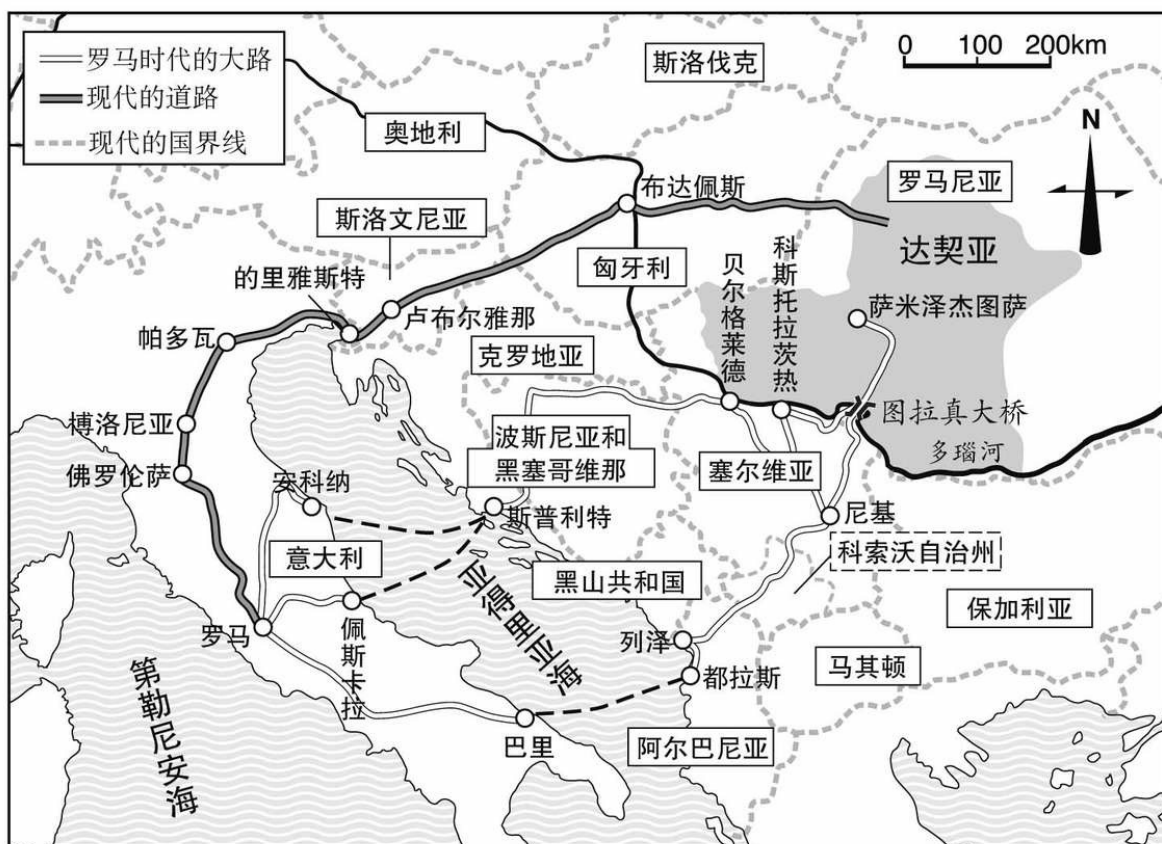 罗马时代的大路
现代的道路
现代的国界线
0 100 200km
N
斯洛伐克
奥地利
布达佩斯
罗马尼亚
斯洛文尼亚
达契亚
匈牙利
的里雅斯特
贝尔格莱德
科斯托拉茨热
萨米泽杰图萨
卢布尔雅那
帕多瓦
克罗地亚
图拉真大桥
博洛尼亚
波斯尼亚和
黑塞哥维那
多瑙河
佛罗伦萨
塞尔维亚
安科纳
斯普利特
尼基
科索沃自治州
意大利
黑山共和国
保加利亚
亚得里亚海
罗马
佩斯卡拉
列泽
都拉斯
马其顿
第勒尼安海
巴里
阿尔巴尼亚